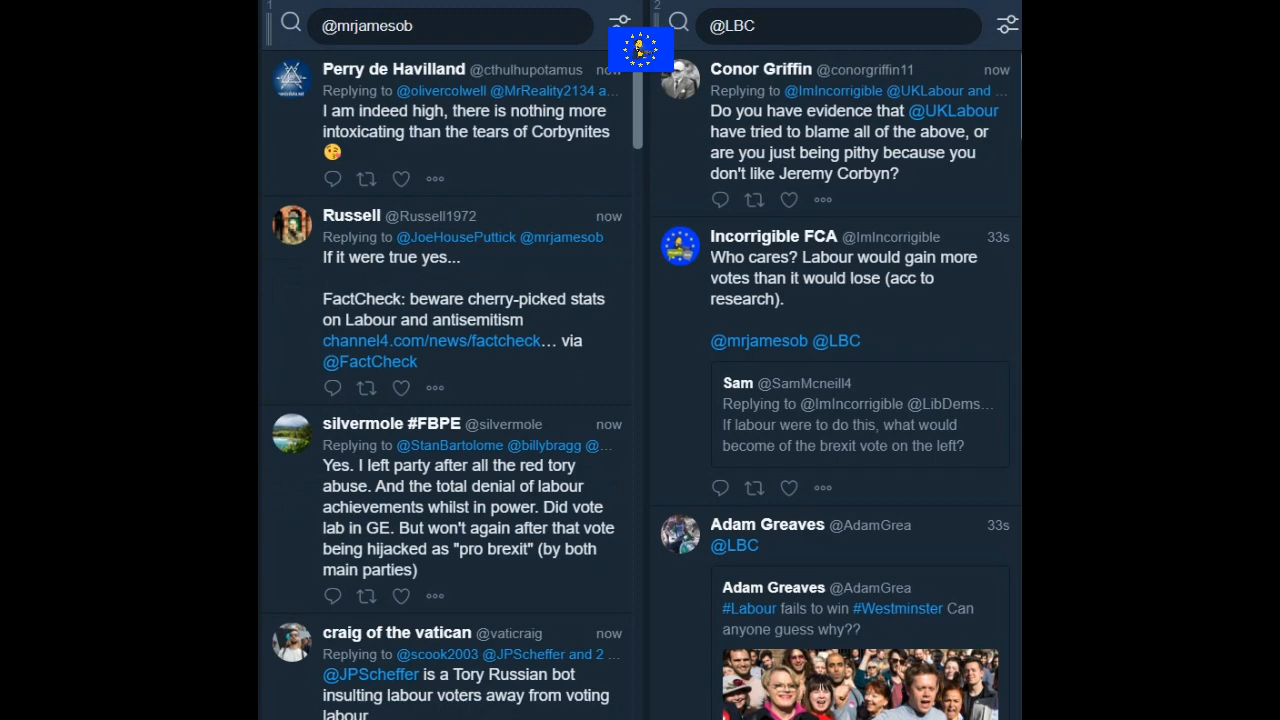 1
@mrjamesob
Perry de Havilland @cthulhupotamus now
Replying to @olivercolwell @MrReality2134 a...
I am indeed high, there is nothing more
intoxicating than the tears of Corbynites
😘
Russell @Russell1972 now
Replying to @JoeHousePuttick @mrjamesob
If it were true yes...
FactCheck: beware cherry-picked stats
on Labour and antisemitism
channel4.com/news/factcheck… via
@FactCheck
silvermole #FBPE @silvermole now
Replying to @StanBartolome @billybragg @...
Yes. I left party after all the red tory
abuse. And the total denial of labour
achievements whilst in power. Did vote
lab in GE. But won't again after that vote
being hijacked as "pro brexit" (by both
main parties)
craig of the vatican @vaticraig now
Replying to @scook2003 @JPScheffer and 2 ...
@JPScheffer is a Tory Russian bot
insulting labour voters away from voting
labour
2
@LBC
Conor Griffin @conorgriffin11 now
Replying to @ImIncorrigible @UKLabour and ...
Do you have evidence that @UKLabour
have tried to blame all of the above, or
are you just being pithy because you
don't like Jeremy Corbyn?
Incorrigible FCA @ImIncorrigible 33s
Who cares? Labour would gain more
votes than it would lose (acc to
research).
@mrjamesob @LBC
Sam @SamMcneill4
Replying to @ImIncorrigible @LibDems...
If labour were to do this, what would
become of the brexit vote on the left?
Adam Greaves @AdamGrea 33s
@LBC
Adam Greaves @AdamGrea
#Labour fails to win #Westminster Can
anyone guess why??